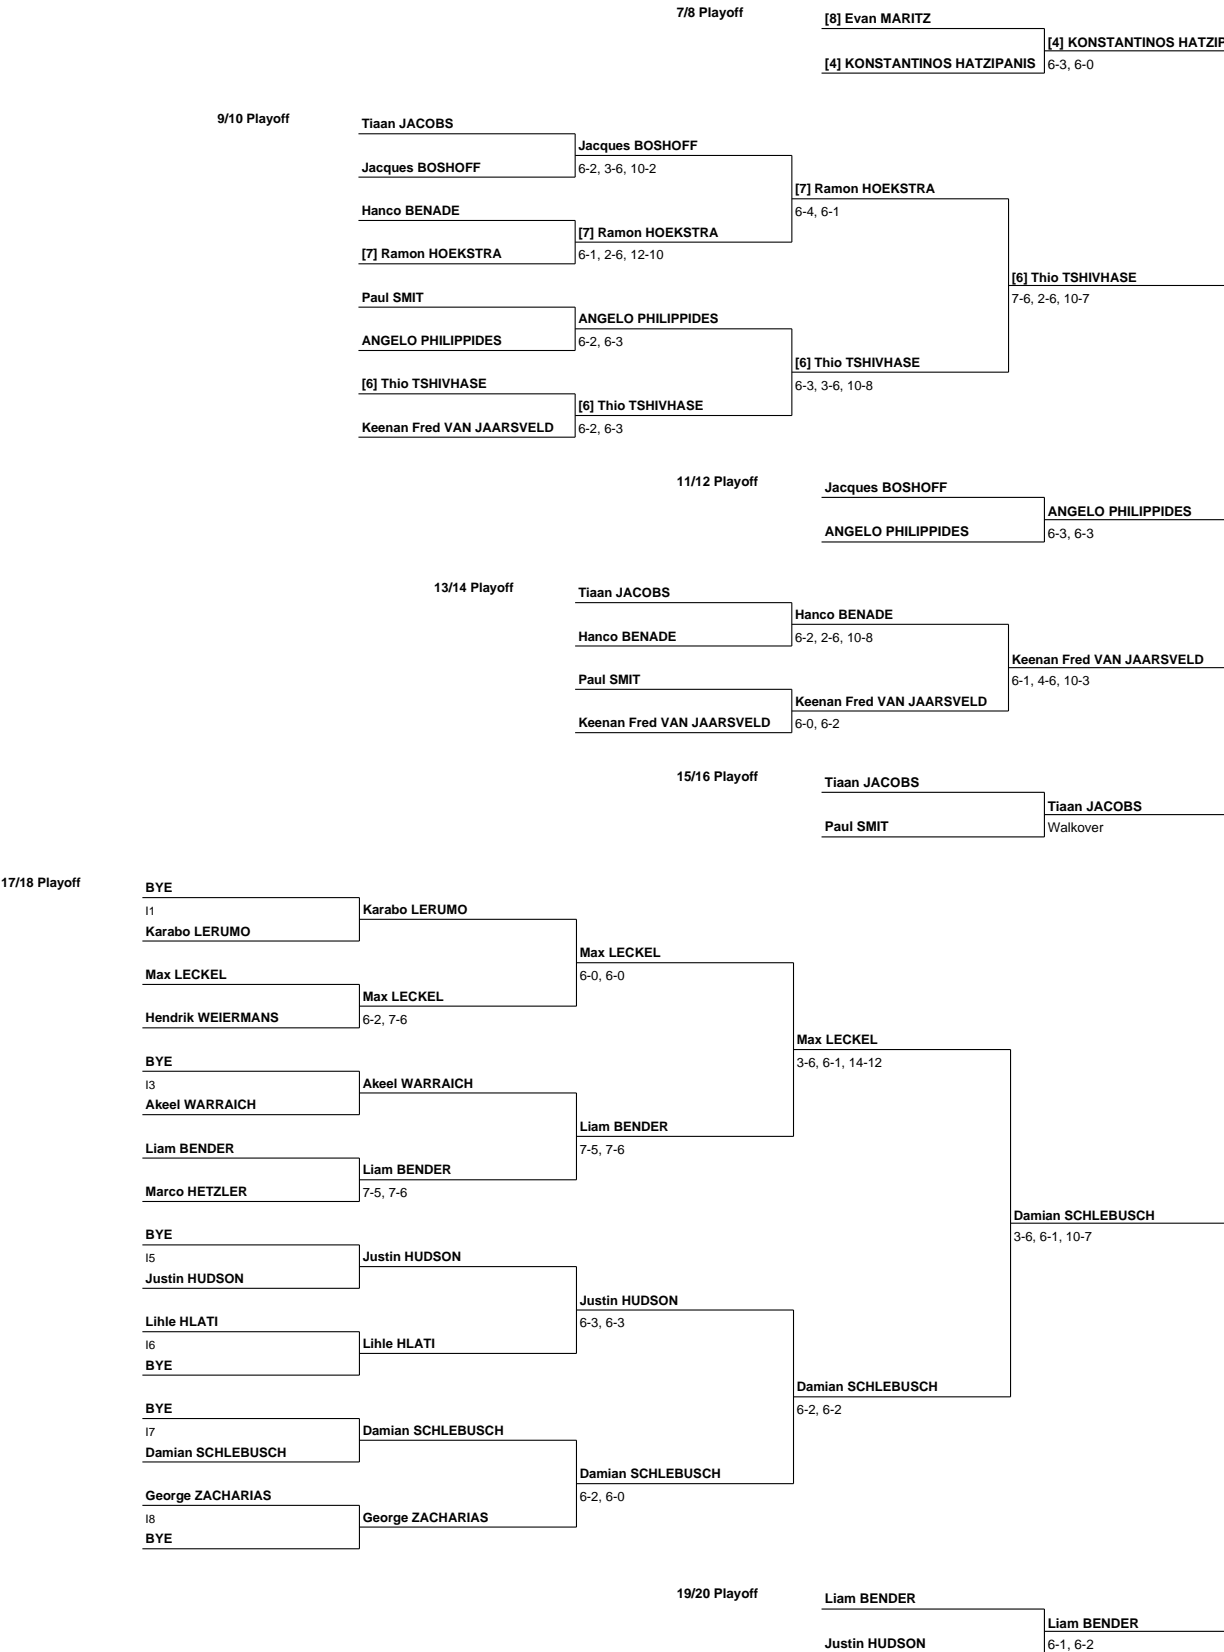 7/8 Playoff
[8] Evan MARITZ
[4] KONSTANTINOS HATZIP
[4] KONSTANTINOS HATZIPANIS
6-3, 6-0
9/10 Playoff
Tiaan JACOBS
Jacques BOSHOFF
Jacques BOSHOFF
6-2, 3-6, 10-2
[7] Ramon HOEKSTRA
6-4, 6-1
Hanco BENADE
[7] Ramon HOEKSTRA
[7] Ramon HOEKSTRA
6-1, 2-6, 12-10
[6] Thio TSHIVHASE
7-6, 2-6, 10-7
Paul SMIT
ANGELO PHILIPPIDES
ANGELO PHILIPPIDES
6-2, 6-3
[6] Thio TSHIVHASE
6-3, 3-6, 10-8
[6] Thio TSHIVHASE
[6] Thio TSHIVHASE
Keenan Fred VAN JAARSVELD
6-2, 6-3
11/12 Playoff
Jacques BOSHOFF
ANGELO PHILIPPIDES
ANGELO PHILIPPIDES
6-3, 6-3
13/14 Playoff
Tiaan JACOBS
Hanco BENADE
Hanco BENADE
6-2, 2-6, 10-8
Keenan Fred VAN JAARSVELD
6-1, 4-6, 10-3
Paul SMIT
Keenan Fred VAN JAARSVELD
Keenan Fred VAN JAARSVELD
6-0, 6-2
15/16 Playoff
Tiaan JACOBS
Tiaan JACOBS
Paul SMIT
Walkover
17/18 Playoff
BYE
I1
Karabo LERUMO
Karabo LERUMO
Max LECKEL
6-0, 6-0
Max LECKEL
Max LECKEL
Hendrik WEIERMANS
6-2, 7-6
Max LECKEL
3-6, 6-1, 14-12
BYE
I3
Akeel WARRAICH
Akeel WARRAICH
Liam BENDER
7-5, 7-6
Liam BENDER
Liam BENDER
Marco HETZLER
7-5, 7-6
Damian SCHLEBUSCH
3-6, 6-1, 10-7
BYE
I5
Justin HUDSON
Justin HUDSON
Justin HUDSON
6-3, 6-3
Lihle HLATI
I6
Lihle HLATI
BYE
Damian SCHLEBUSCH
6-2, 6-2
BYE
I7
Damian SCHLEBUSCH
Damian SCHLEBUSCH
Damian SCHLEBUSCH
6-2, 6-0
George ZACHARIAS
I8
George ZACHARIAS
BYE
19/20 Playoff
Liam BENDER
Liam BENDER
Justin HUDSON
6-1, 6-2